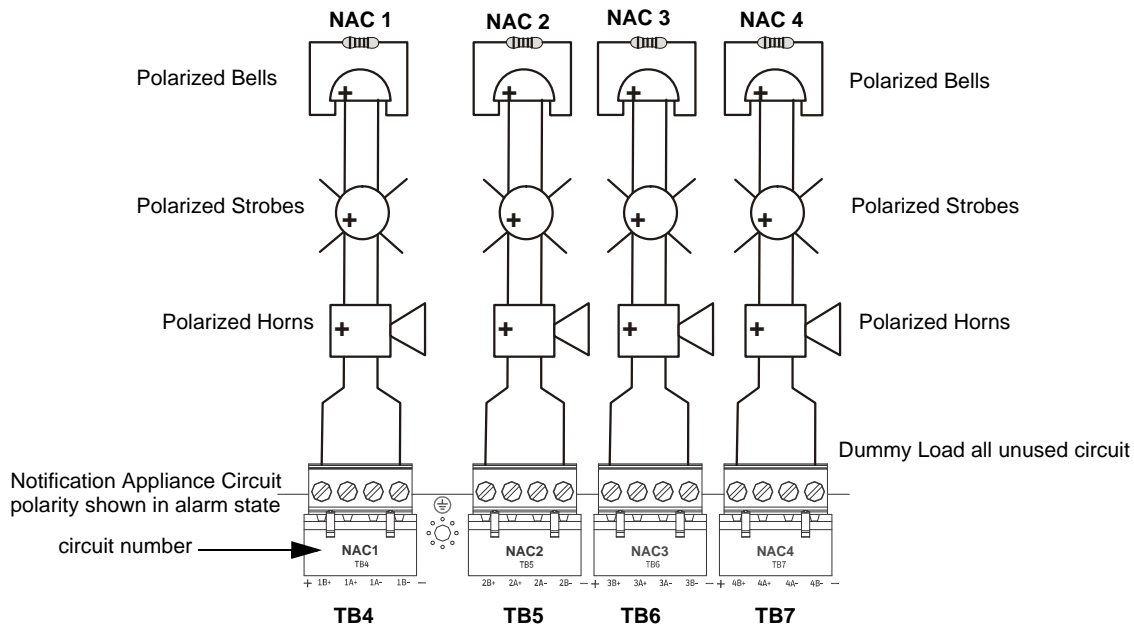 NAC 1 NAC 2 NAC 3 NAC 4
Polarized Bells
Polarized Bells
+ + + +
Polarized Strobes
Polarized Strobes
+ + + +
Polarized Horns
Polarized Horns
+ + + +
Dummy Load all unused circuit
Notification Appliance Circuit
polarity shown in alarm state
circuit number
NAC1 NAC2 NAC3 NAC4
TB4 TB5 TB6 TB7
+ 1B+ 1A+ 1A- 1B- — 2B+ 2A+ 2A- 2B- — + 3B+ 3A+ 3A- 3B- — + 4B+ 4A+ 4A- 4B- —
TB4 TB5 TB6 TB7